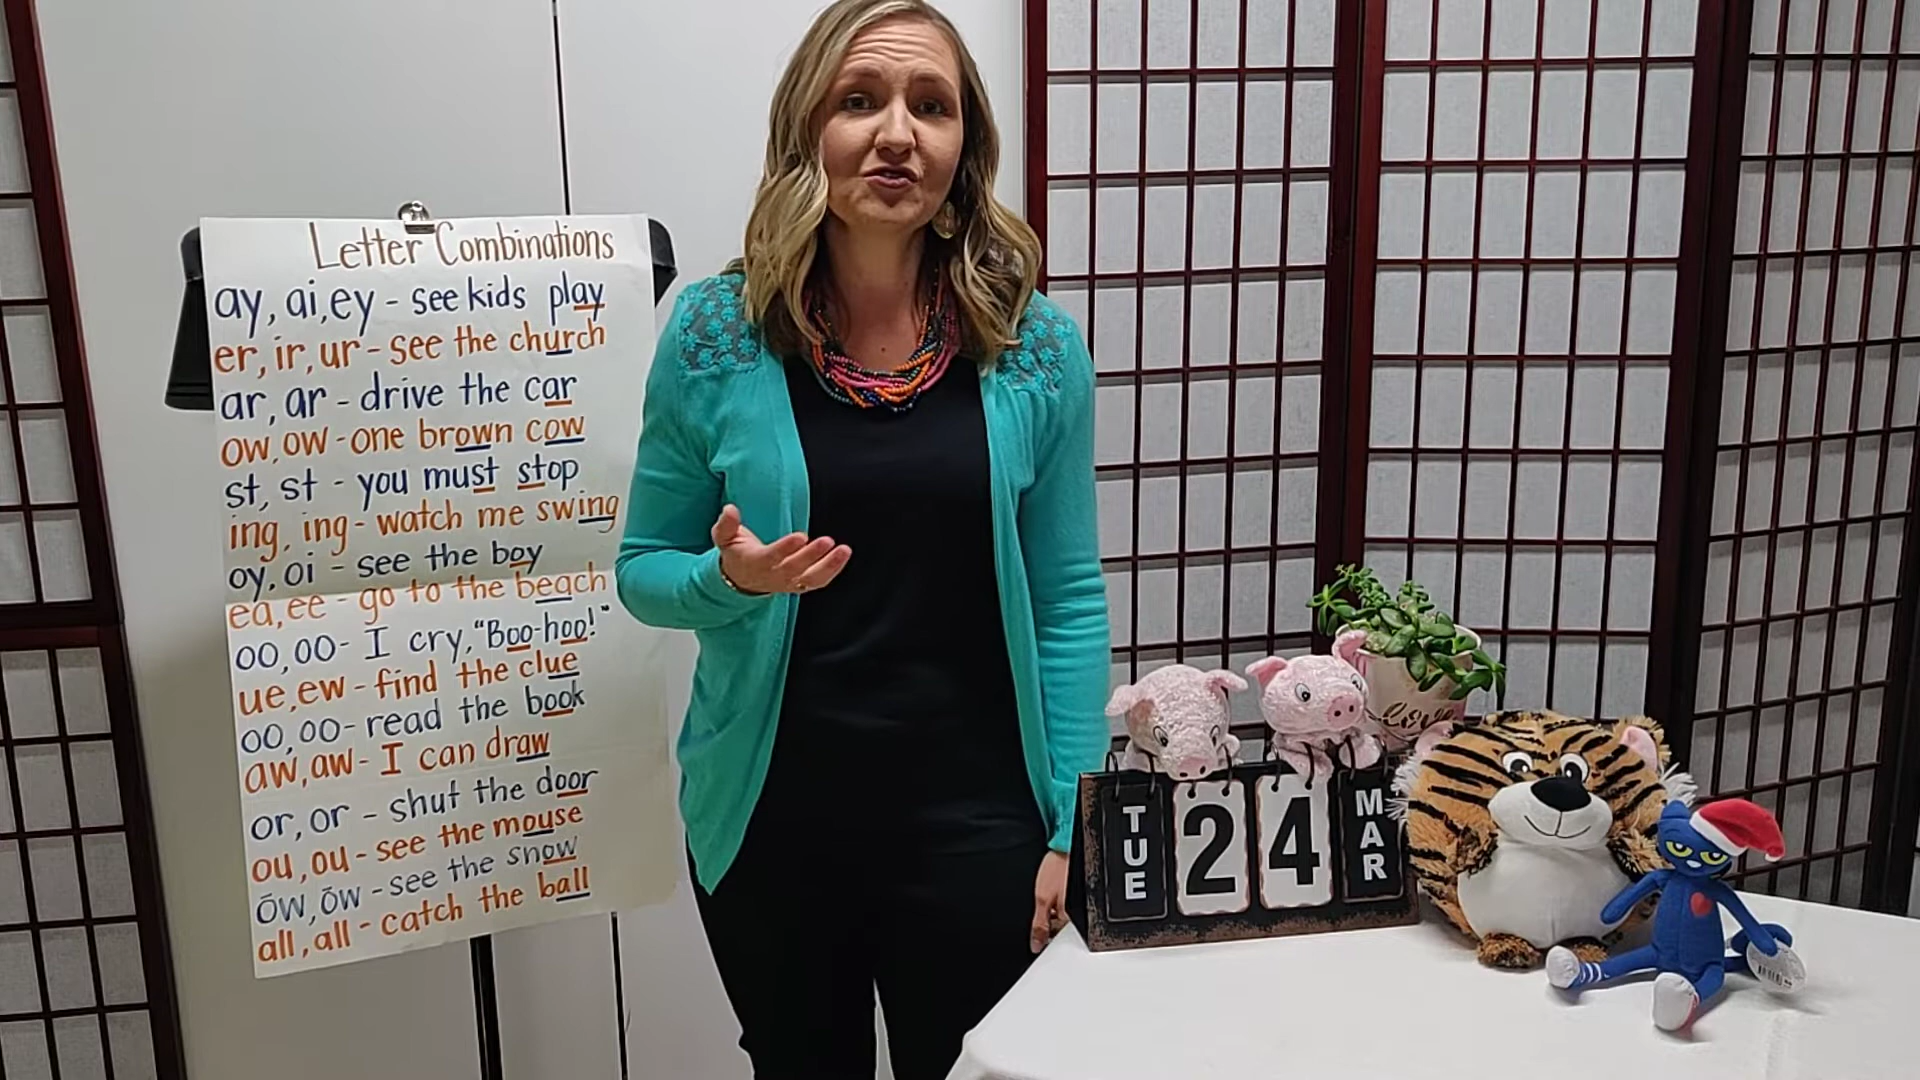 Letter Combinations
ay, ai, ey - see kids play
er, ir, ur - see the church
ar, ar - drive the car
ow, ow - one brown cow
st, st - you must stop
ing, ing - watch me swing
oy, oi - see the boy
ea, ee - go to the beach
oo, oo - I cry, "Boo-hoo!"
ue, ew - find the clue
oo, oo - read the book
aw, aw - I can draw
or, or - shut the door
ou, ou - see the mouse
ōw, ōw - see the snow
all, all - catch the ball
Love
TUE 24 MAR